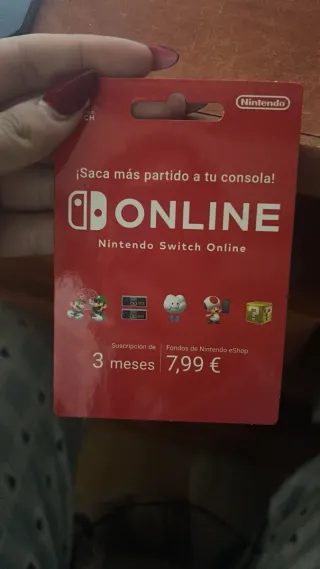 CH
Nintendo
¡Saca más partido a tu consola!
ONLINE
Nintendo Switch Online
Suscripción de
3 meses
Fondos de Nintendo eShop
7,99 €